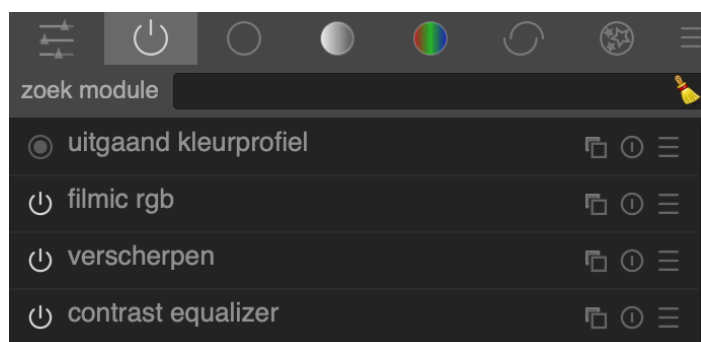 zoek module
uitgaand kleurprofiel
filmic rgb
verscherpen
contrast equalizer